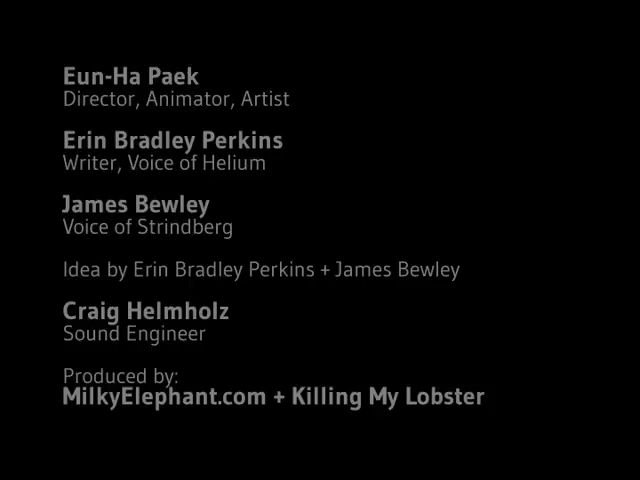 Eun-Ha Paek
Director, Animator, Artist
Erin Bradley Perkins
Writer, Voice of Helium
James Bewley
Voice of Strindberg
Idea by Erin Bradley Perkins + James Bewley
Craig Helmholz
Sound Engineer
Produced by:
MilkyElephant.com + Killing My Lobster